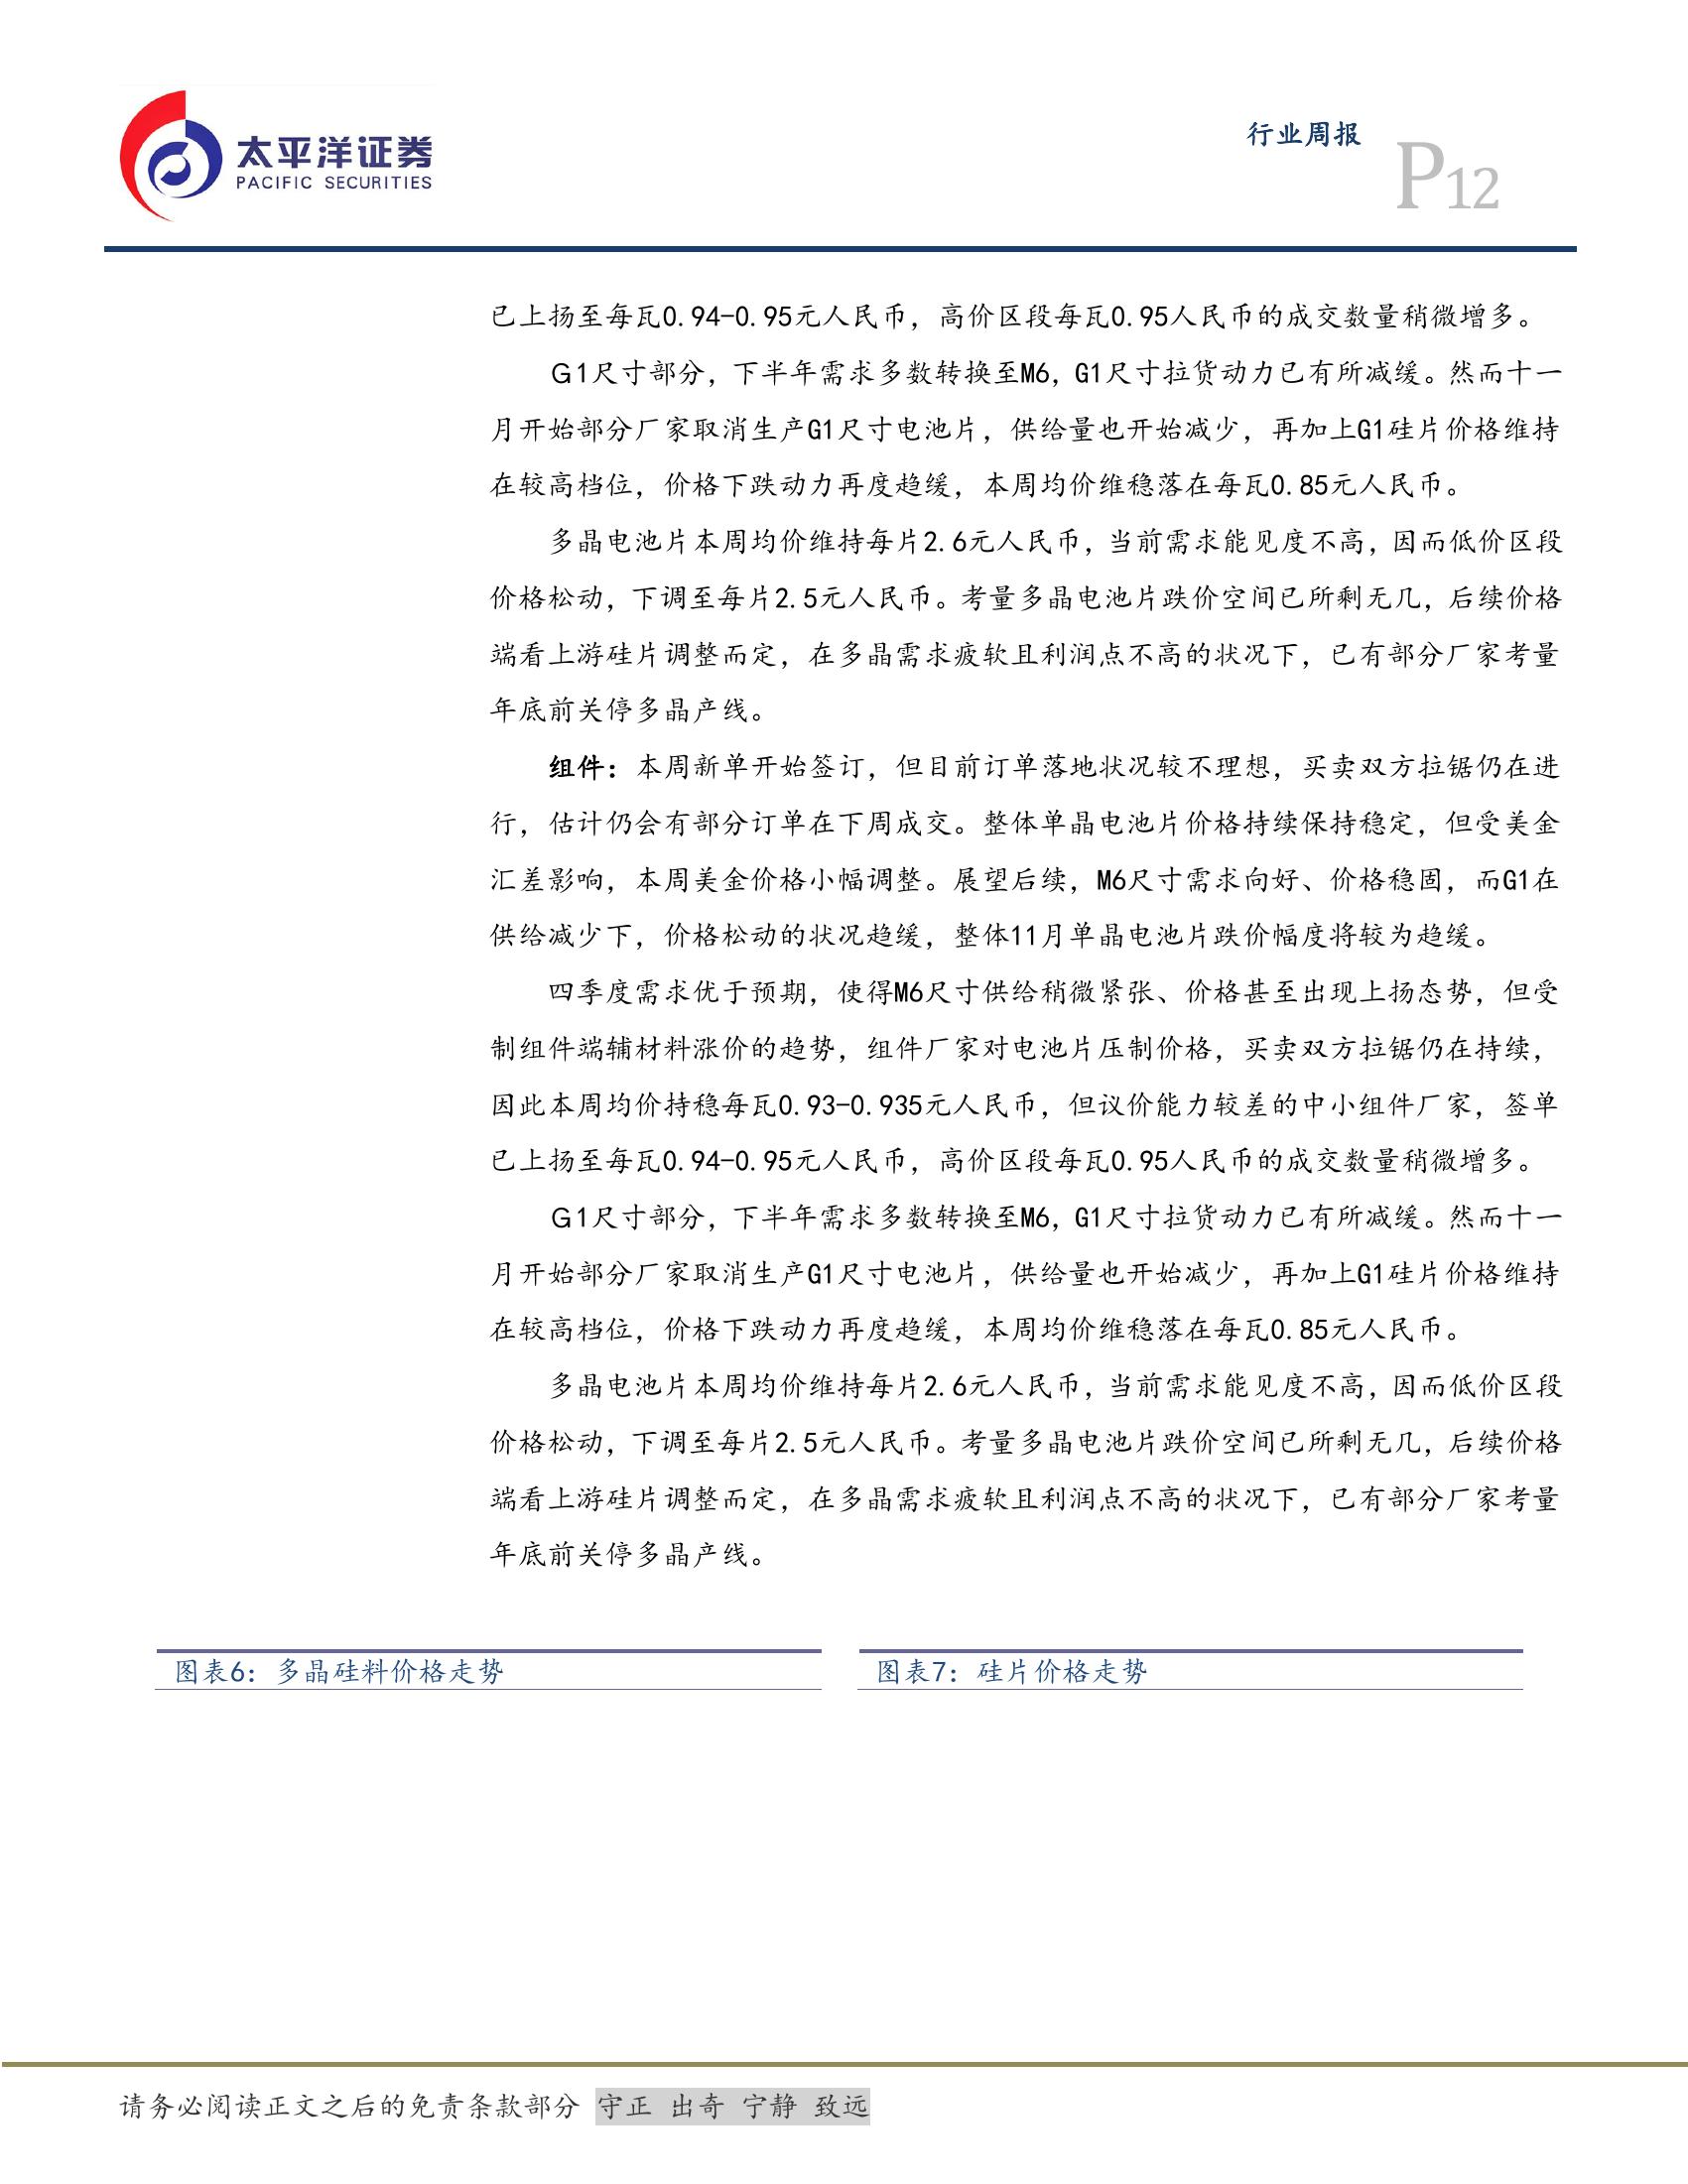 太平洋证券
PACIFIC SECURITIES
行业周报
P12
已上扬至每瓦0.94-0.95元人民币，高价区段每瓦0.95人民币的成交数量稍微增多。
G1尺寸部分，下半年需求多数转换至M6，G1尺寸拉货动力已有所减缓。然而十一
月开始部分厂家取消生产G1尺寸电池片，供给量也开始减少，再加上G1硅片价格维持
在较高档位，价格下跌动力再度趋缓，本周均价维稳落在每瓦0.85元人民币。
多晶电池片本周均价维持每片2.6元人民币，当前需求能见度不高，因而低价区段
价格松动，下调至每片2.5元人民币。考量多晶电池片跌价空间已所剩无几，后续价格
端看上游硅片调整而定，在多晶需求疲软且利润点不高的状况下，已有部分厂家考量
年底前关停多晶产线。
组件：本周新单开始签订，但目前订单落地状况较不理想，买卖双方拉锯仍在进
行，估计仍会有部分订单在下周成交。整体单晶电池片价格持续保持稳定，但受美金
汇差影响，本周美金价格小幅调整。展望后续，M6尺寸需求向好、价格稳固，而G1在
供给减少下，价格松动的状况趋缓，整体11月单晶电池片跌价幅度将较为趋缓。
四季度需求优于预期，使得M6尺寸供给稍微紧张、价格甚至出现上扬态势，但受
制组件端辅材料涨价的趋势，组件厂家对电池片压制价格，买卖双方拉锯仍在持续，
因此本周均价持稳每瓦0.93-0.935元人民币，但议价能力较差的中小组件厂家，签单
已上扬至每瓦0.94-0.95元人民币，高价区段每瓦0.95人民币的成交数量稍微增多。
G1尺寸部分，下半年需求多数转换至M6，G1尺寸拉货动力已有所减缓。然而十一
月开始部分厂家取消生产G1尺寸电池片，供给量也开始减少，再加上G1硅片价格维持
在较高档位，价格下跌动力再度趋缓，本周均价维稳落在每瓦0.85元人民币。
多晶电池片本周均价维持每片2.6元人民币，当前需求能见度不高，因而低价区段
价格松动，下调至每片2.5元人民币。考量多晶电池片跌价空间已所剩无几，后续价格
端看上游硅片调整而定，在多晶需求疲软且利润点不高的状况下，已有部分厂家考量
年底前关停多晶产线。
图表6：多晶硅料价格走势
图表7：硅片价格走势
请务必阅读正文之后的免责条款部分 守正 出奇 宁静 致远